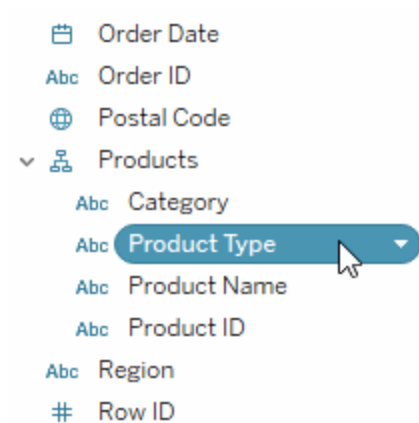 Order Date
Abc Order ID
Postal Code
Products
Abc Category
Abc Product Type
Abc Product Name
Abc Product ID
Abc Region
# Row ID